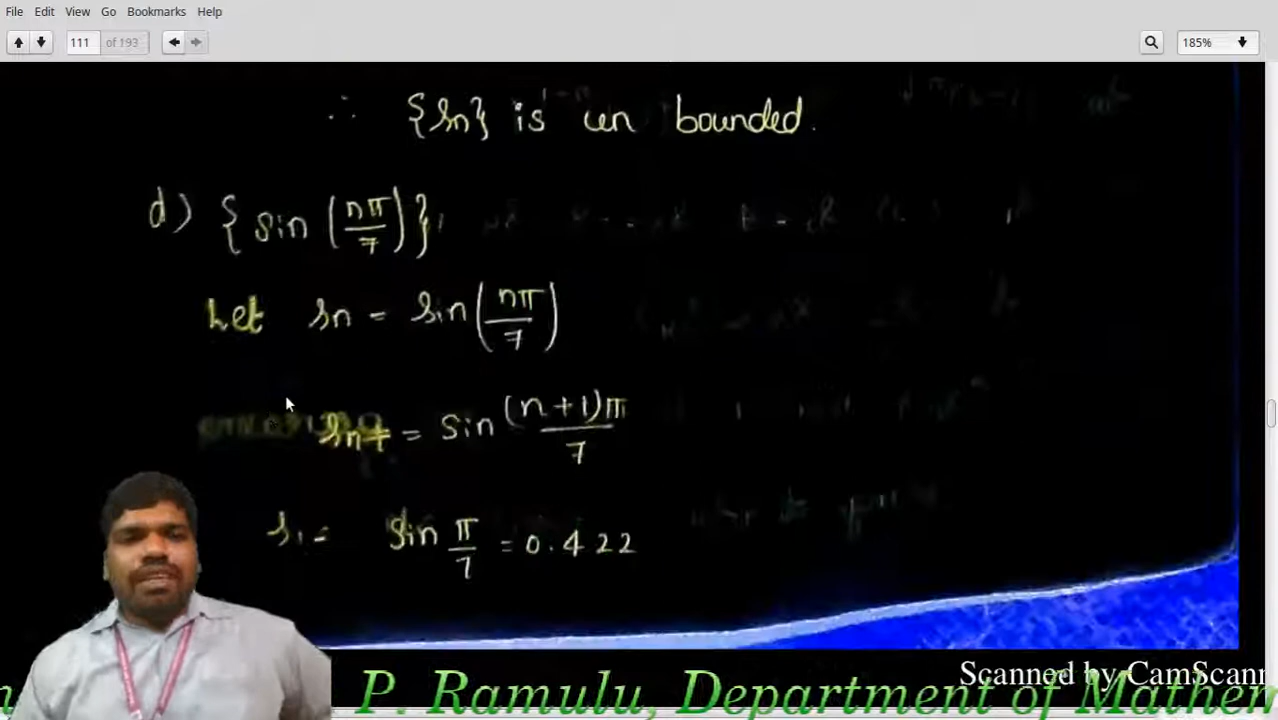 File Edit View Go Bookmarks Help
111 of 193 185%
∴ {Sn} is un bounded.
d) {sin (nπ/7)},
Let Sn = Sin (nπ/7)
Sn+1 = Sin (n+1)π/7
S1 = Sin π/7 = 0.422
Scanned by CamScann
P. Ramulu, Department of Mathem